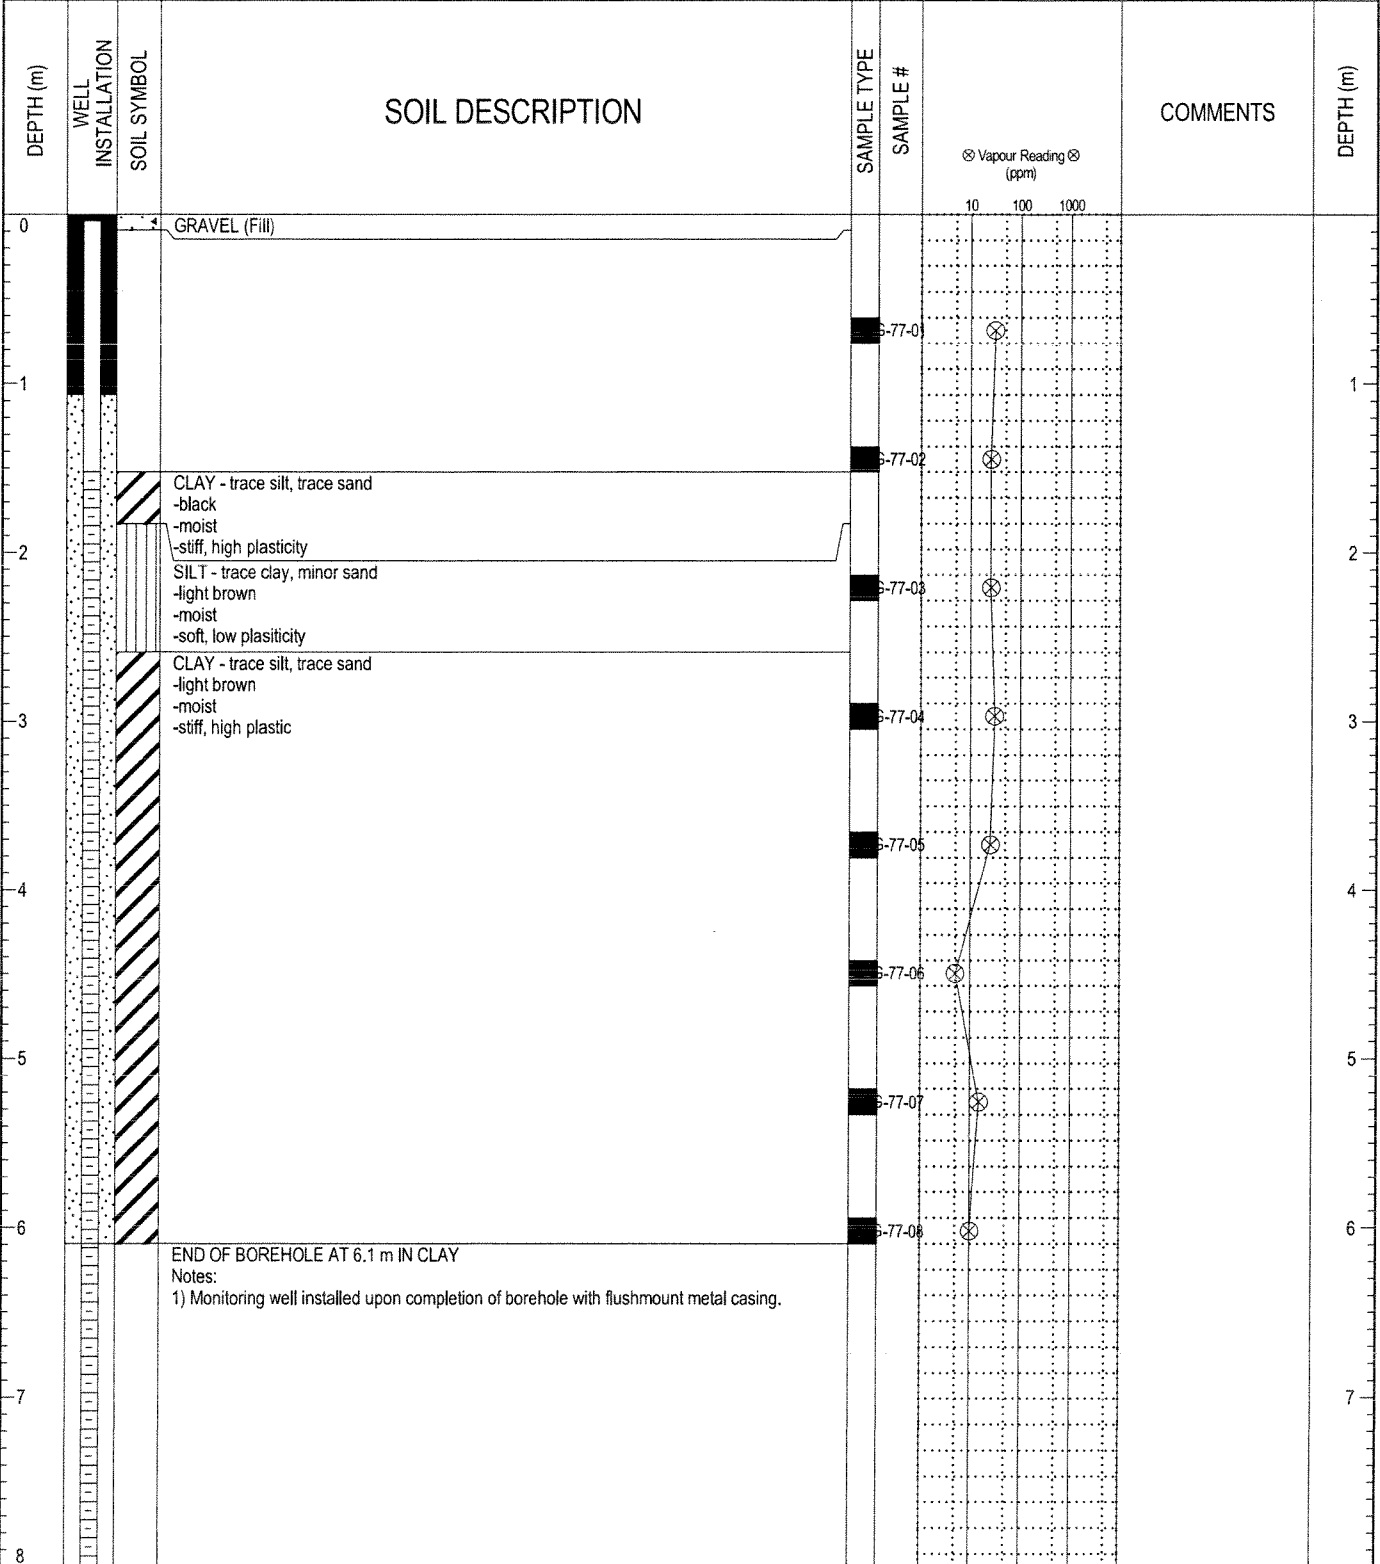 DEPTH (m)
WELL
INSTALLATION
SOIL SYMBOL
SOIL DESCRIPTION
SAMPLE TYPE
SAMPLE #
⊗ Vapour Reading ⊗
(ppm)
10 100 1000
COMMENTS
DEPTH (m)
0
GRAVEL (Fill)
-77-01
1
1
-77-02
CLAY - trace silt, trace sand
-black
-moist
-stiff, high plasticity
2
2
SILT - trace clay, minor sand
-light brown
-moist
-soft, low plasiticity
-77-03
CLAY - trace silt, trace sand
-light brown
-moist
-stiff, high plastic
3
-77-04
3
-77-05
4
4
-77-06
5
5
-77-07
6
-77-08
6
END OF BOREHOLE AT 6.1 m IN CLAY
Notes:
1) Monitoring well installed upon completion of borehole with flushmount metal casing.
7
7
8